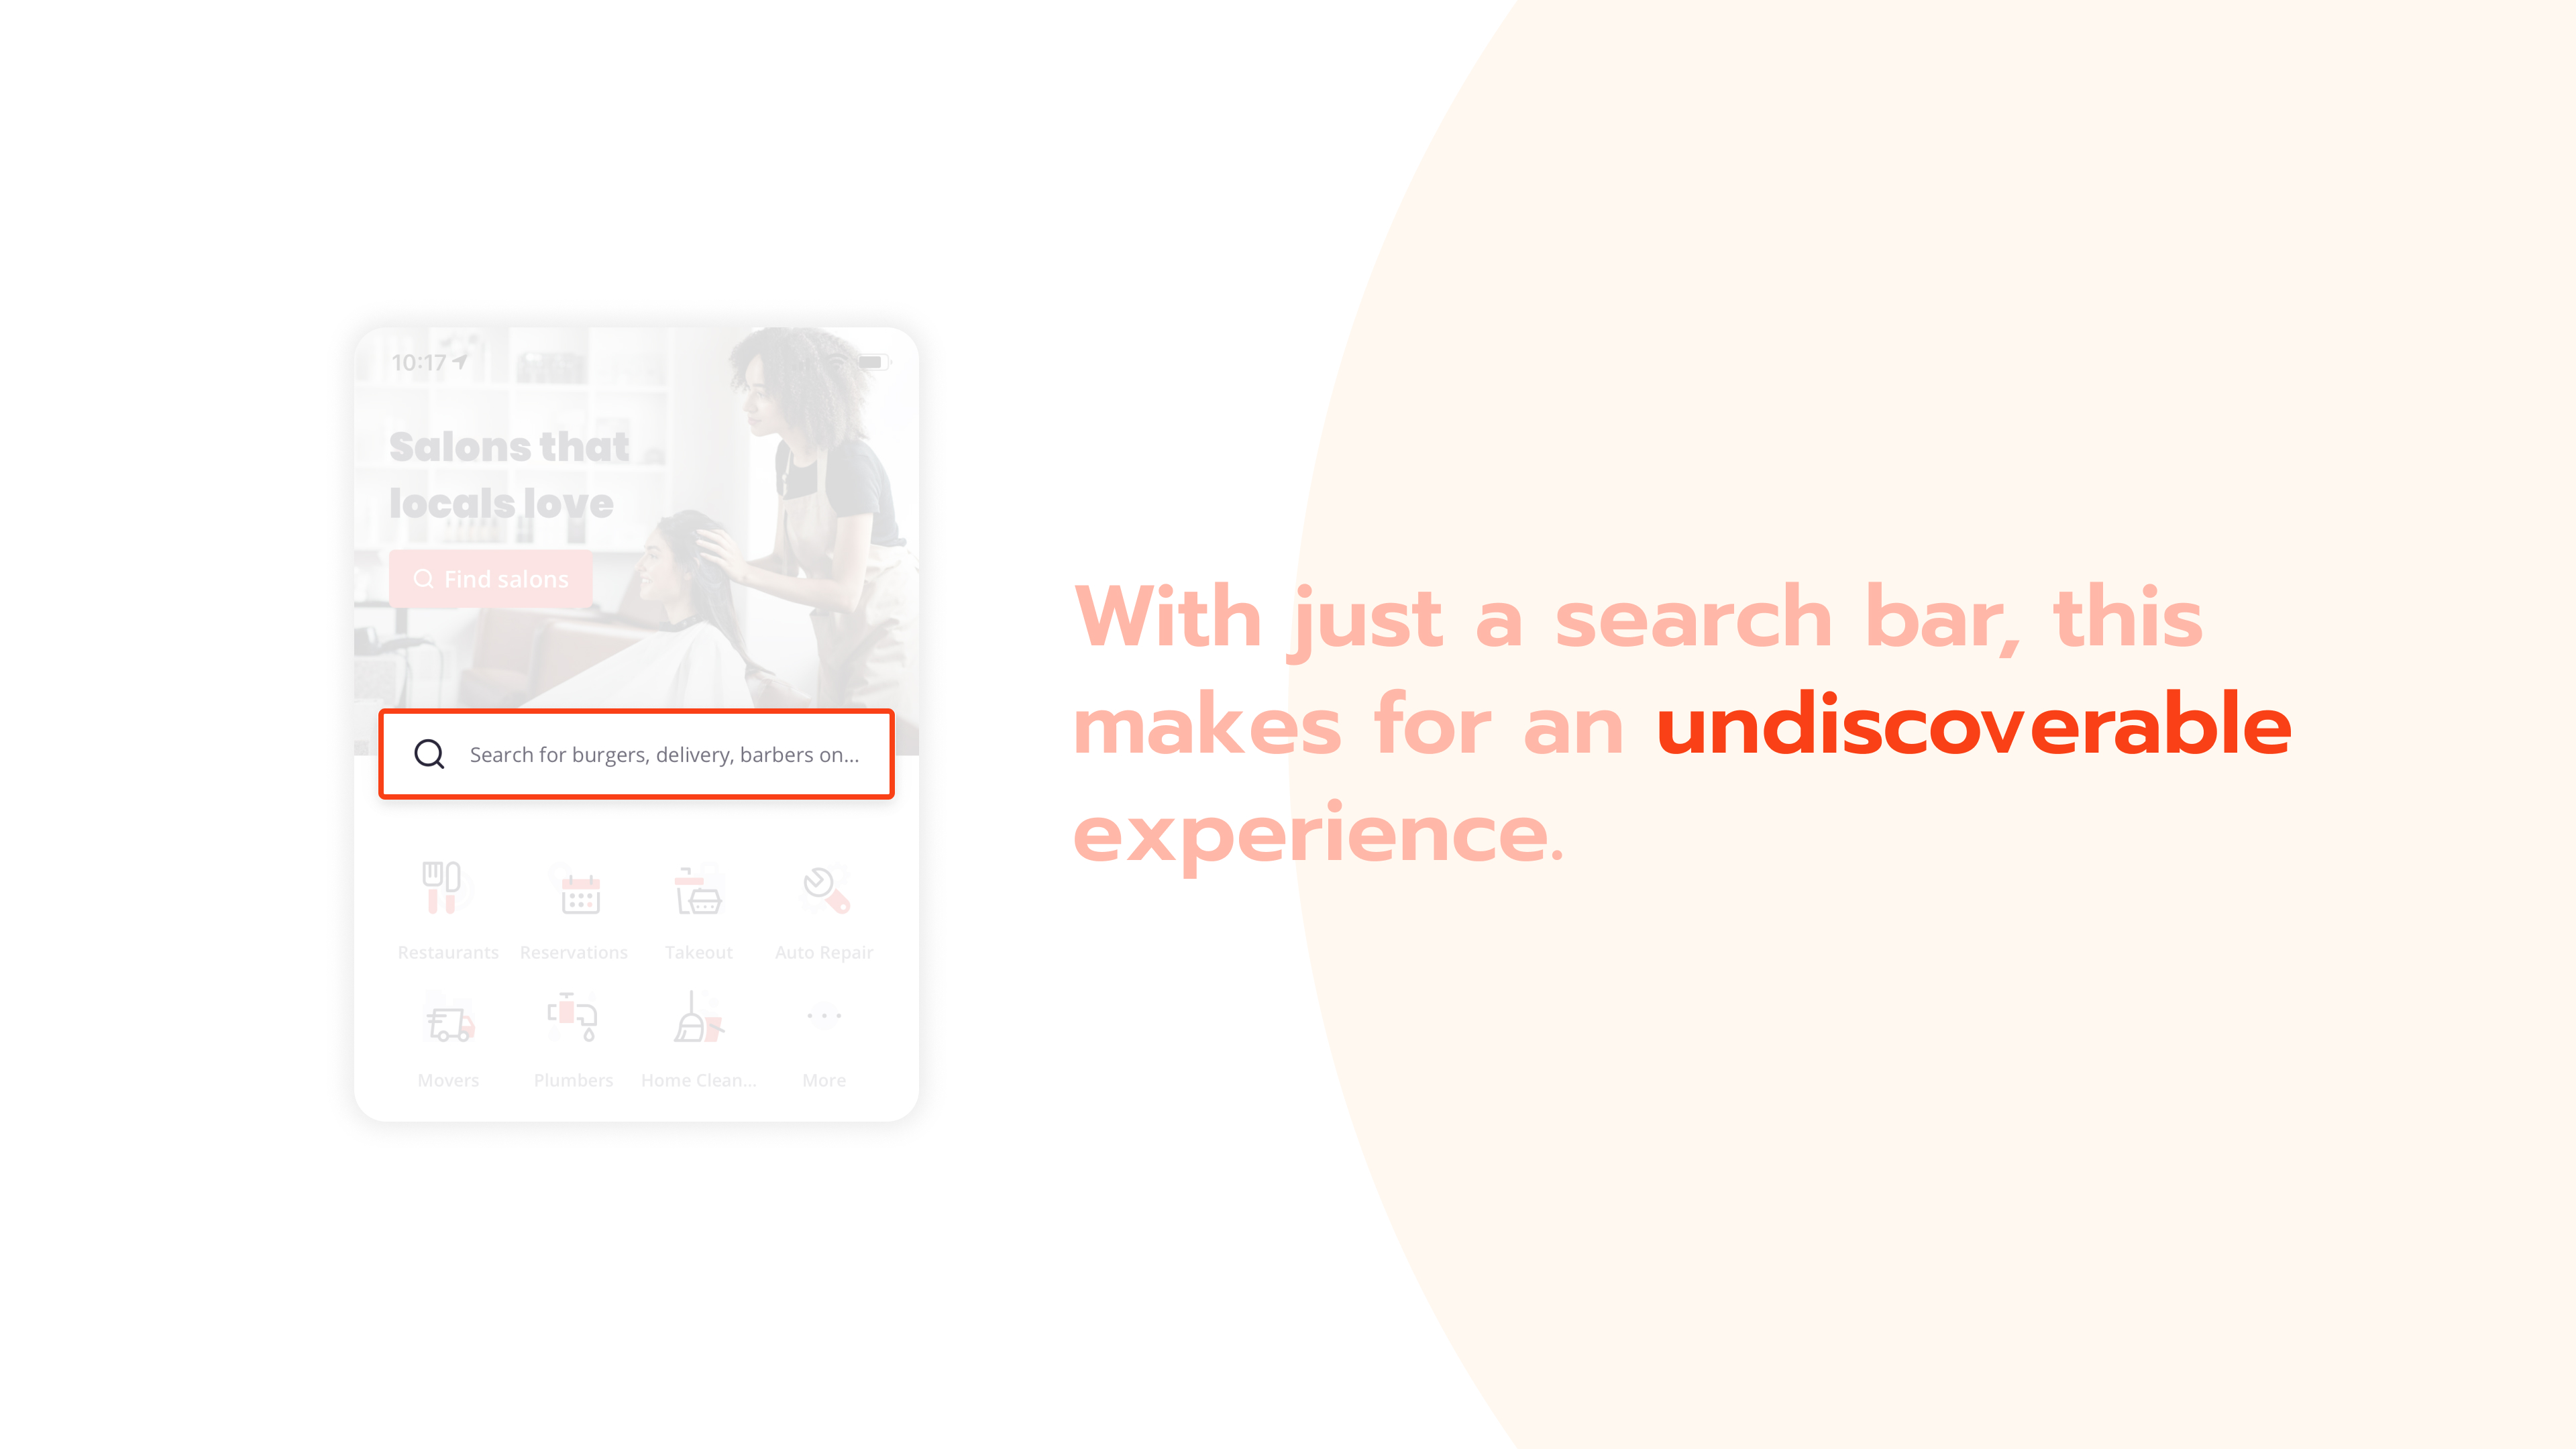 10:17
Salons that
locals love
Find salons
Search for burgers, delivery, barbers on...
Restaurants Reservations Takeout Auto Repair
Movers Plumbers Home Clean... More
With just a search bar, this
makes for an undiscoverable
experience.